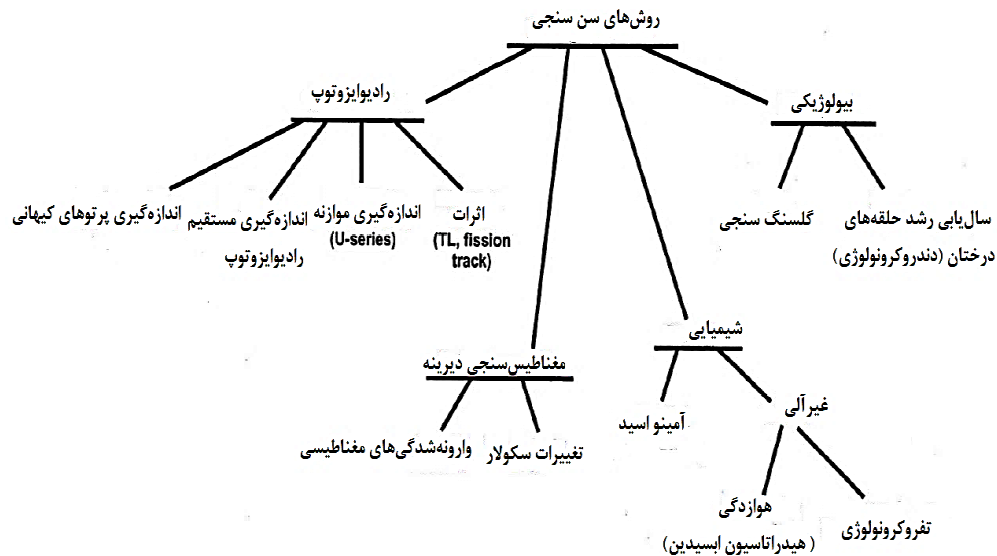 روش‌های سن سنجی
رادیوایزوتوپ
بیولوژیکی
اندازه‌گیری پرتوهای کیهانی
اندازه‌گیری مستقیم
رادیوایزوتوپ
اندازه‌گیری موازنه
(U-series)
اثرات
(TL, fission
track)
گلسنگ سنجی
سال‌یابی رشد حلقه‌های
درختان (دندروکرونولوژی)
مغناطیس‌سنجی دیرینه
شیمیایی
وارونه‌شدگی‌های مغناطیسی
تغییرات سکولار
آمینو اسید
غیرآلی
هوازدگی
(هیدراتاسیون ابسیدین)
تفروکرونولوژی